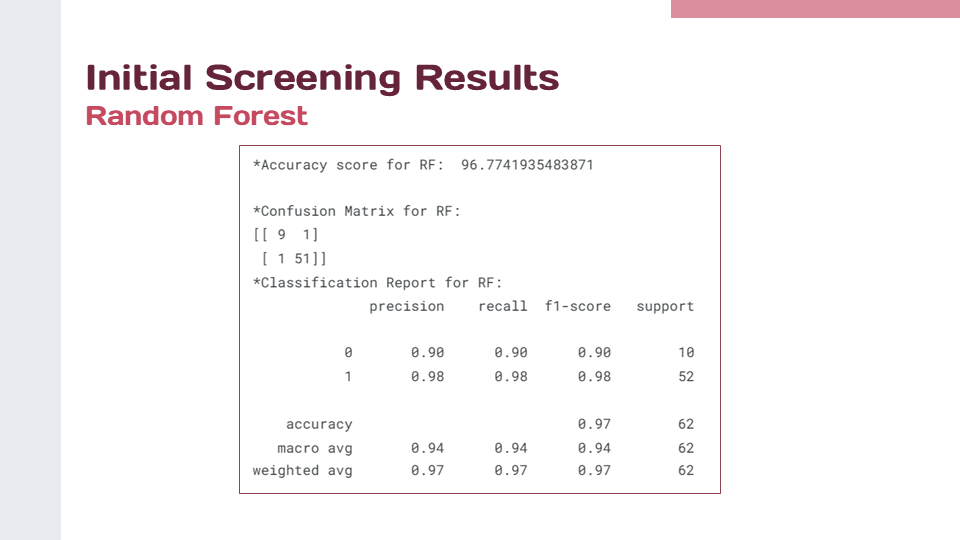 Initial Screening Results
Random Forest
*Accuracy score for RF:  96.7741935483871
*Confusion Matrix for RF:
[[ 9  1]
 [ 1 51]]
*Classification Report for RF:
              precision    recall  f1-score   support
           0       0.90      0.90      0.90        10
           1       0.98      0.98      0.98        52
    accuracy                           0.97        62
   macro avg       0.94      0.94      0.94        62
weighted avg       0.97      0.97      0.97        62